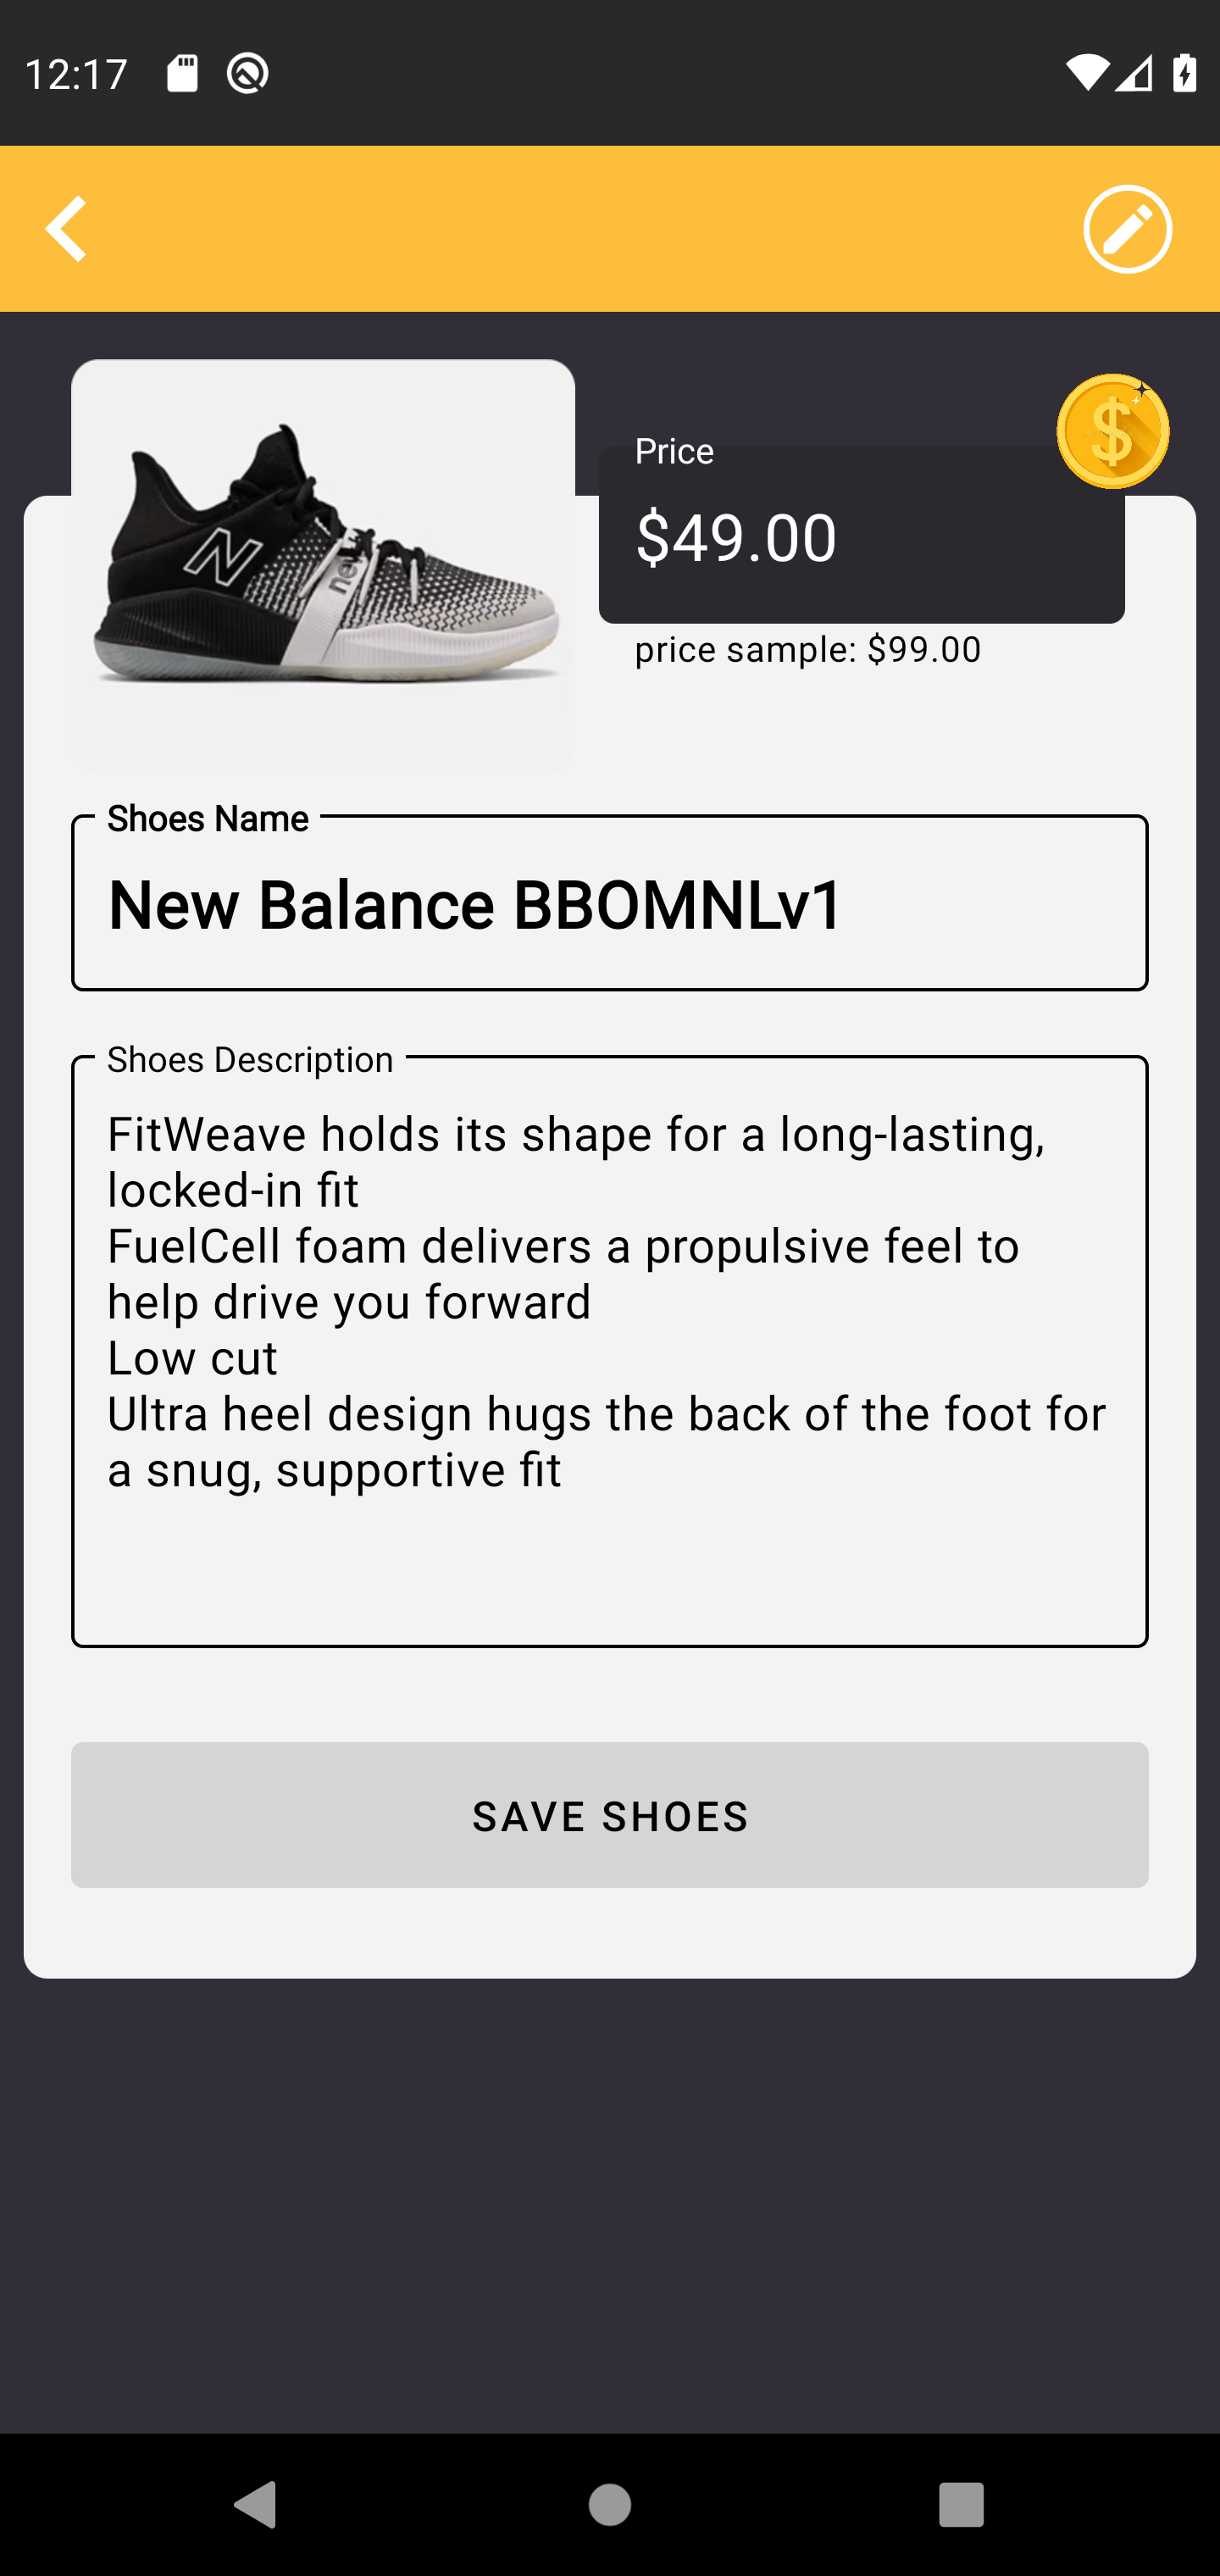 12:17
Price
$49.00
price sample: $99.00
N
new
Shoes Name
New Balance BBOMNLv1
Shoes Description
FitWeave holds its shape for a long-lasting,
locked-in fit
FuelCell foam delivers a propulsive feel to
help drive you forward
Low cut
Ultra heel design hugs the back of the foot for
a snug, supportive fit
SAVE SHOES